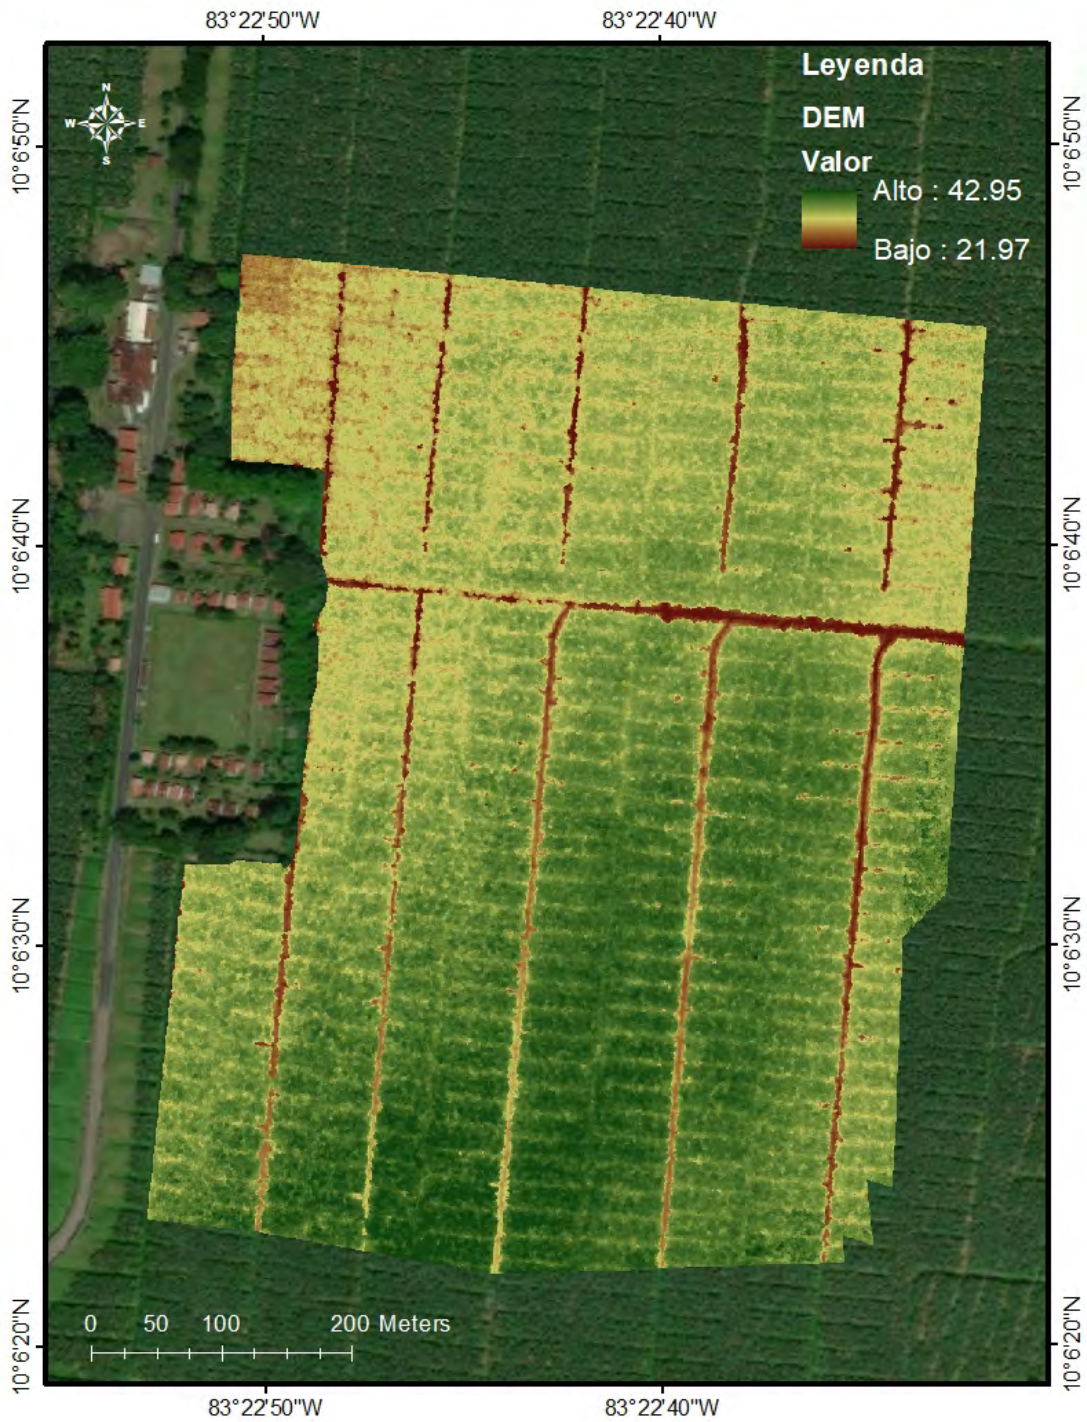 83°22'50"W 83°22'40"W
Leyenda
DEM
Valor
Alto : 42.95
Bajo : 21.97
N
W E
S
10°6'50"N 10°6'50"N
10°6'40"N 10°6'40"N
10°6'30"N 10°6'30"N
10°6'20"N 10°6'20"N
0 50 100 200 Meters
83°22'50"W 83°22'40"W